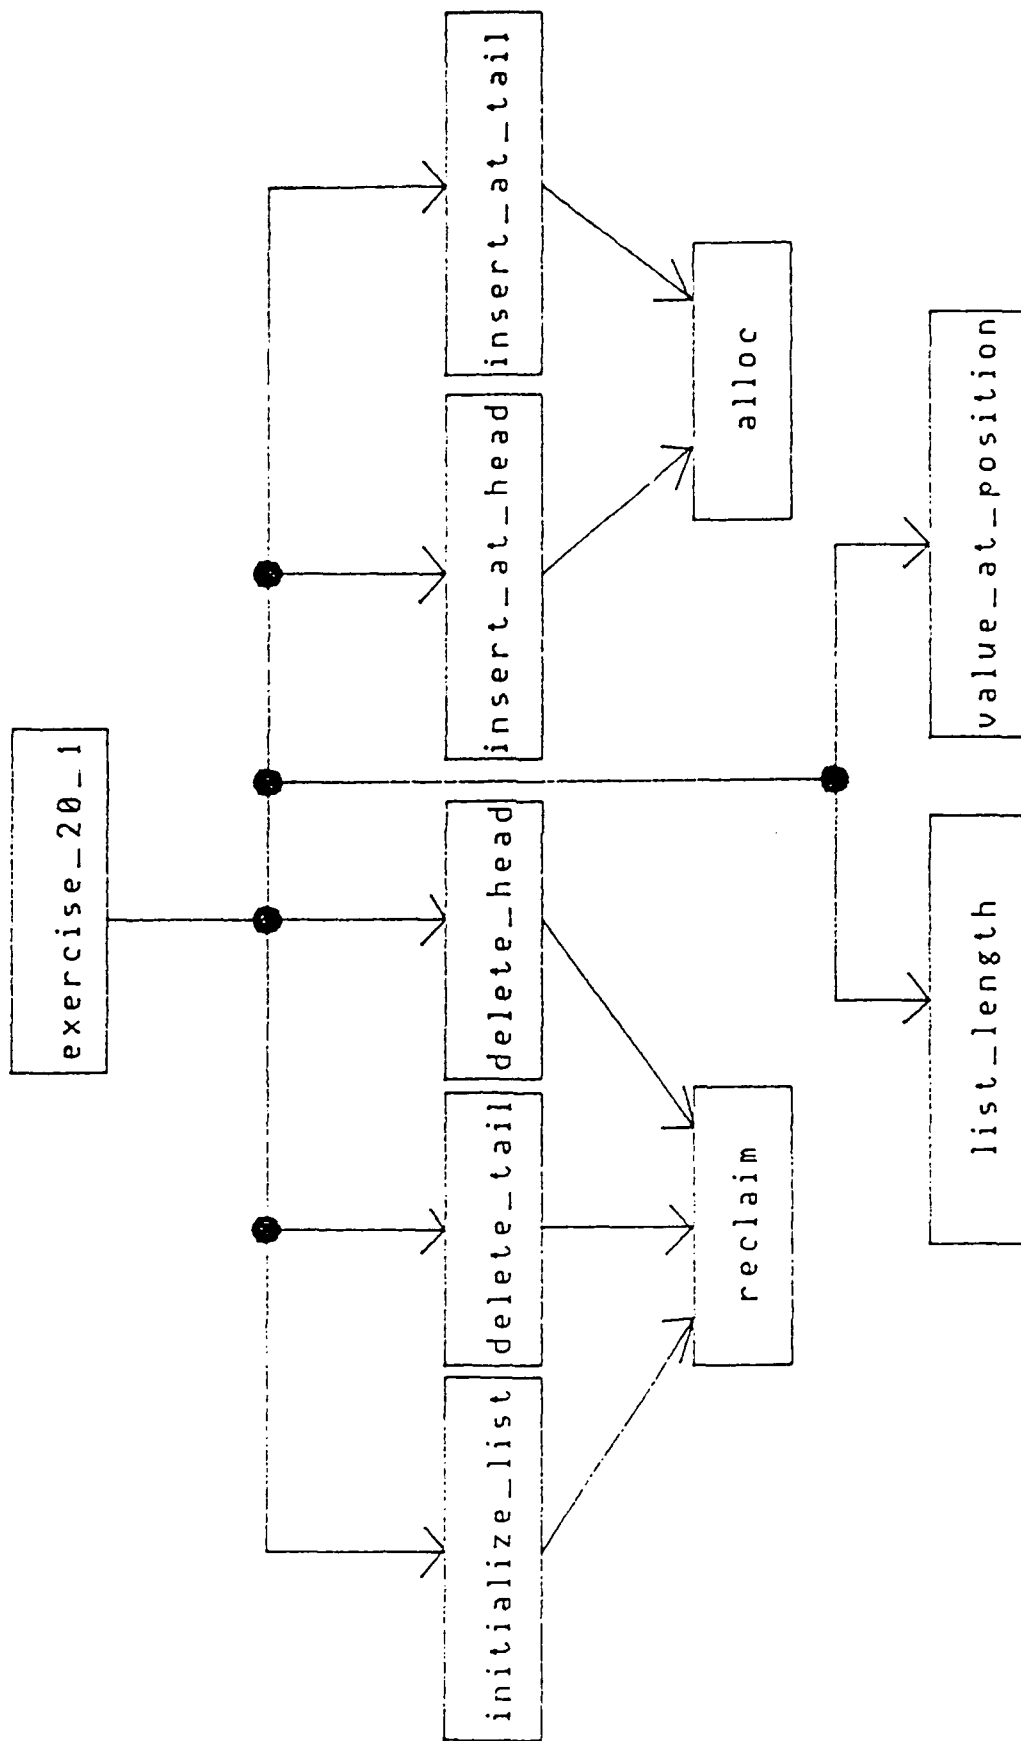 exercise_20_1
initialize_list
delete_tail
delete_head
insert_at_head
insert_at_tail
reclaim
alloc
list_length
value_at_position